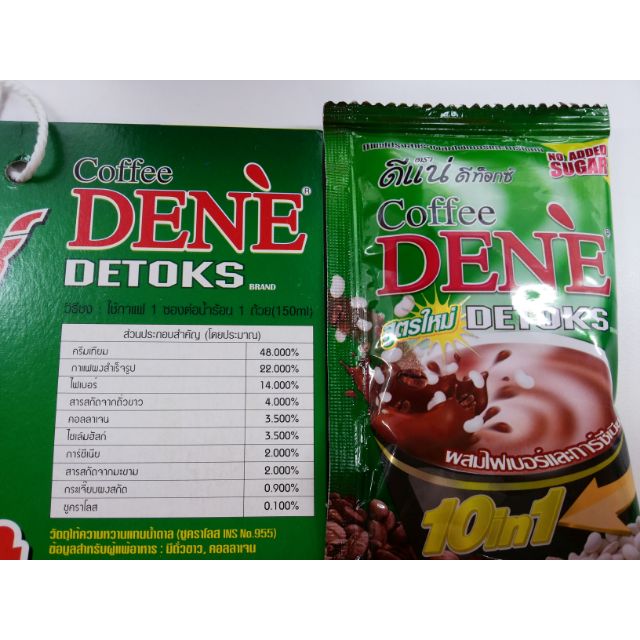 Coffee
DENÈ®
DETOKS BRAND
วิธีชง : ใช้กาแฟ 1 ซองต่อน้ำร้อน 1 ถ้วย(150ml)
ส่วนประกอบสำคัญ (โดยประมาณ)
ครีมเทียม 48.000%
กาแฟผงสำเร็จรูป 22.000%
ไฟเบอร์ 14.000%
สารสกัดจากถั่วขาว 4.000%
คอลลาเจน 3.500%
ไซเลี่ยมฮัสก์ 3.500%
การ์ซีเนีย 2.000%
สารสกัดจากมะขาม 2.000%
กระเจี๊ยบผงสกัด 0.900%
ซูคราโลส 0.100%
วัตถุให้ความหวานแทนน้ำตาล (ซูคราโลส INS No.955)
ข้อมูลสำหรับผู้แพ้อาหาร : มีถั่วขาว, คอลลาเจน
NO ADDED
SUGAR
ตรา
ดีแน่ ดีท็อกซ์
Coffee
DENÈ®
สูตรใหม่ DETOKS
ผสมไฟเบอร์และการ์ซีเนีย
10in1